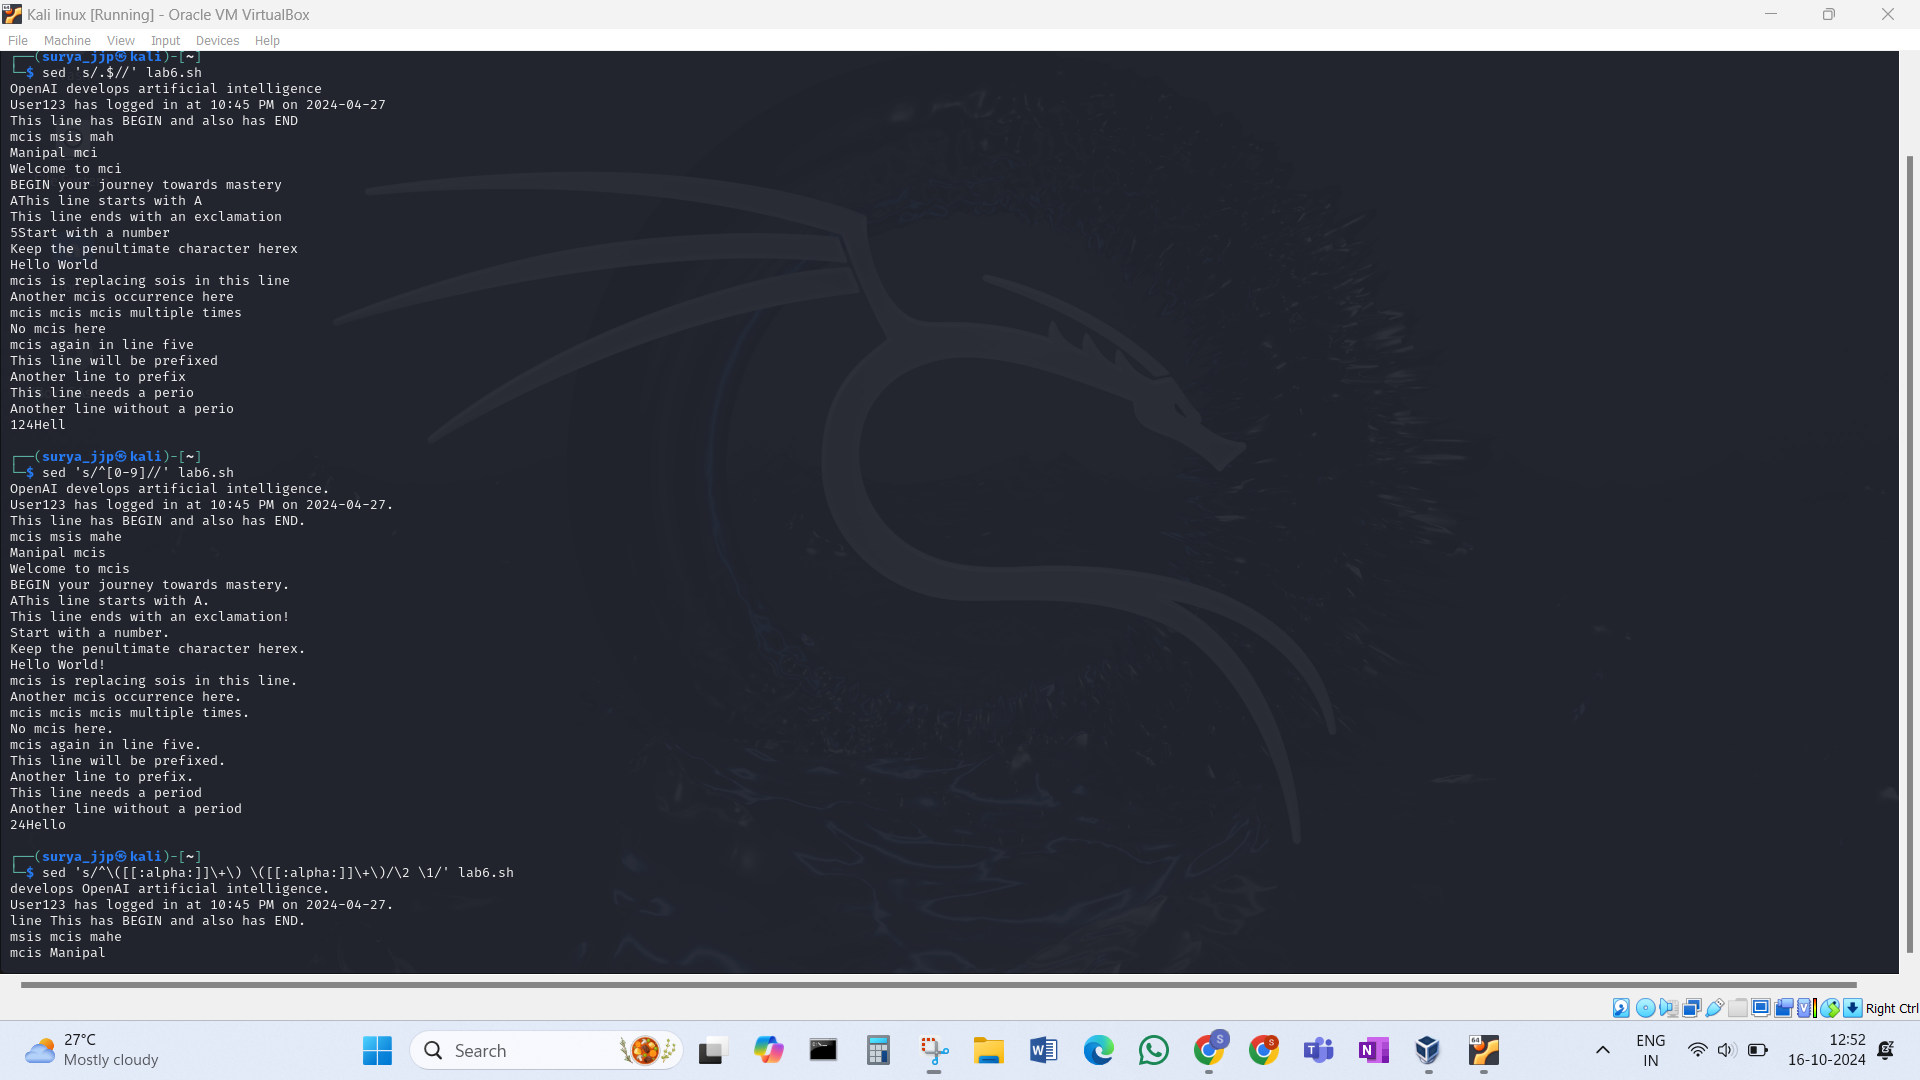 Kali linux [Running] - Oracle VM VirtualBox
File Machine View Input Devices Help
┌──(surya_jjp㉿kali)-[~]
└─$ sed 's/.$//' lab6.sh
OpenAI develops artificial intelligence
User123 has logged in at 10:45 PM on 2024-04-27
This line has BEGIN and also has END
mcis msis mah
Manipal mci
Welcome to mci
BEGIN your journey towards mastery
AThis line starts with A
This line ends with an exclamation
5Start with a number
Keep the penultimate character herex
Hello World
mcis is replacing sois in this line
Another mcis occurrence here
mcis mcis mcis multiple times
No mcis here
mcis again in line five
This line will be prefixed
Another line to prefix
This line needs a perio
Another line without a perio
124Hell
┌──(surya_jjp㉿kali)-[~]
└─$ sed 's/^[0-9]//' lab6.sh
OpenAI develops artificial intelligence.
User123 has logged in at 10:45 PM on 2024-04-27.
This line has BEGIN and also has END.
mcis msis mahe
Manipal mcis
Welcome to mcis
BEGIN your journey towards mastery.
AThis line starts with A.
This line ends with an exclamation!
Start with a number.
Keep the penultimate character herex.
Hello World!
mcis is replacing sois in this line.
Another mcis occurrence here.
mcis mcis mcis multiple times.
No mcis here.
mcis again in line five.
This line will be prefixed.
Another line to prefix.
This line needs a period
Another line without a period
24Hello
┌──(surya_jjp㉿kali)-[~]
└─$ sed 's/^\([[:alpha:]]\+\) \([[:alpha:]]\+\)/\2 \1/' lab6.sh
develops OpenAI artificial intelligence.
User123 has logged in at 10:45 PM on 2024-04-27.
line This has BEGIN and also has END.
msis mcis mahe
mcis Manipal
Right Ctrl
27°C
Mostly cloudy
Search
ENG
IN
12:52
16-10-2024